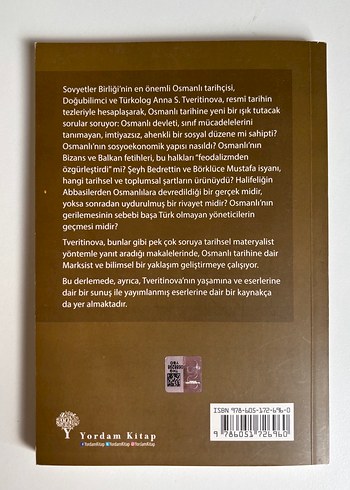 Sovyetler Birliği'nin en önemli Osmanlı tarihçisi,
Doğubilimci ve Türkolog Anna S. Tveritinova, resmî tarihin
tezleriyle hesaplaşarak, Osmanlı tarihine yeni bir ışık tutacak
sorular soruyor: Osmanlı devleti, sınıf mücadelelerini
tanımayan, imtiyazsız, ahenkli bir sosyal düzene mi sahipti?
Osmanlı'nın sosyoekonomik yapısı nasıldı? Osmanlı'nın
Bizans ve Balkan fetihleri, bu halkları "feodalizmden
özgürleştirdi" mi? Şeyh Bedrettin ve Börklüce Mustafa isyanı,
hangi tarihsel ve toplumsal şartların ürünüydü? Halifeliğin
Abbasilerden Osmanlılara devredildiği bir gerçek midir,
yoksa sonradan uydurulmuş bir rivayet midir? Osmanlı'nın
gerilemesinin sebebi başa Türk olmayan yöneticilerin
geçmesi midir?
Tveritinova, bunlar gibi pek çok soruya tarihsel materyalist
yöntemle yanıt aradığı makalelerinde, Osmanlı tarihine dair
Marksist ve bilimsel bir yaklaşım geliştirmeye çalışıyor.
Bu derlemede, ayrıca, Tveritinova'nın yaşamına ve eserlerine
dair bir sunuş ile yayımlanmış eserlerine dair bir kaynakça
da yer almaktadır.
Yordam Kitap
YordamKitap YordamKitap YordamKitap
ISBN 978-605-172-696-0
9 786051 726960